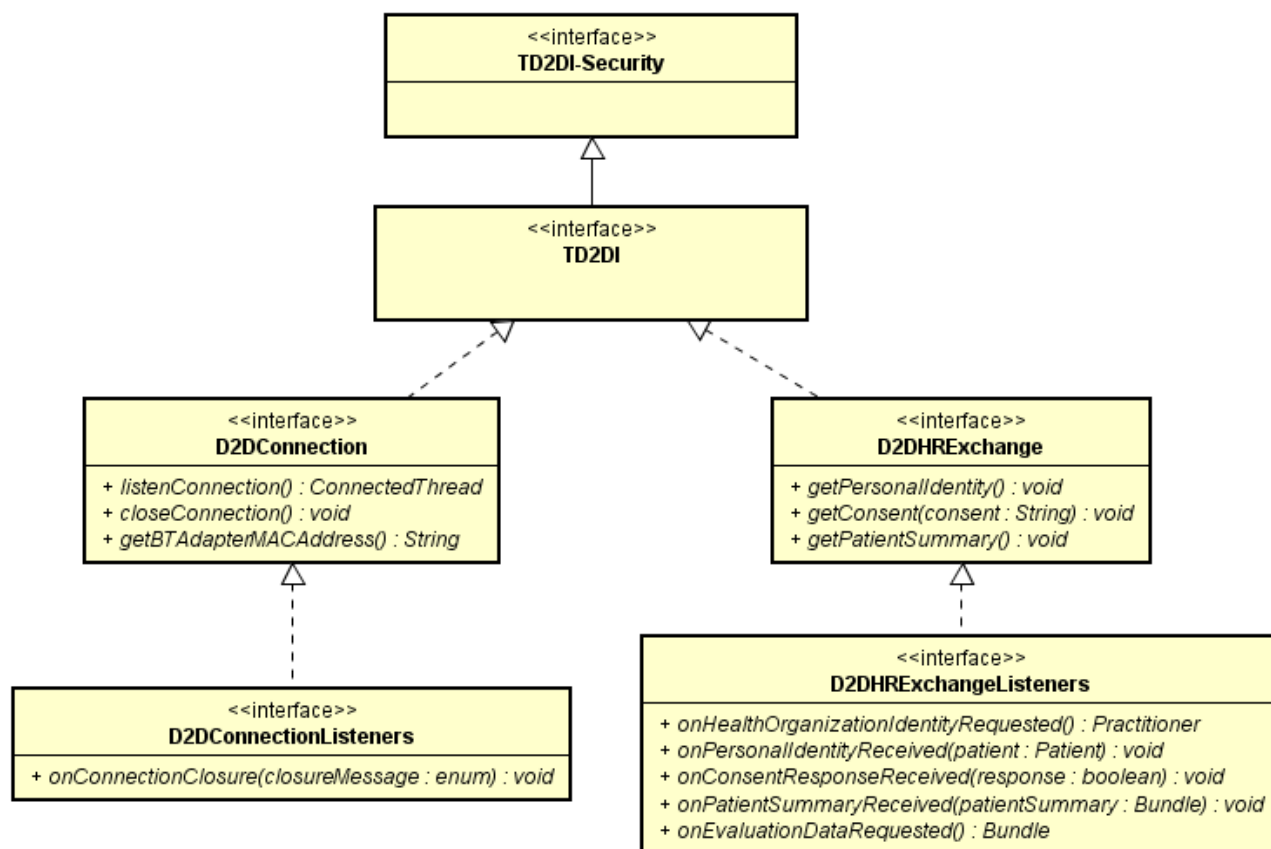 <<interface>>
TD2DI-Security
<<interface>>
TD2DI
<<interface>>
D2DConnection
+ listenConnection() : ConnectedThread
+ closeConnection() : void
+ getBTAdapterMACAddress() : String
<<interface>>
D2DHRExchange
+ getPersonalIdentity() : void
+ getConsent(consent : String) : void
+ getPatientSummary() : void
<<interface>>
D2DConnectionListeners
+ onConnectionClosure(closureMessage : enum) : void
<<interface>>
D2DHRExchangeListeners
+ onHealthOrganizationIdentityRequested() : Practitioner
+ onPersonalIdentityReceived(patient : Patient) : void
+ onConsentResponseReceived(response : boolean) : void
+ onPatientSummaryReceived(patientSummary : Bundle) : void
+ onEvaluationDataRequested() : Bundle